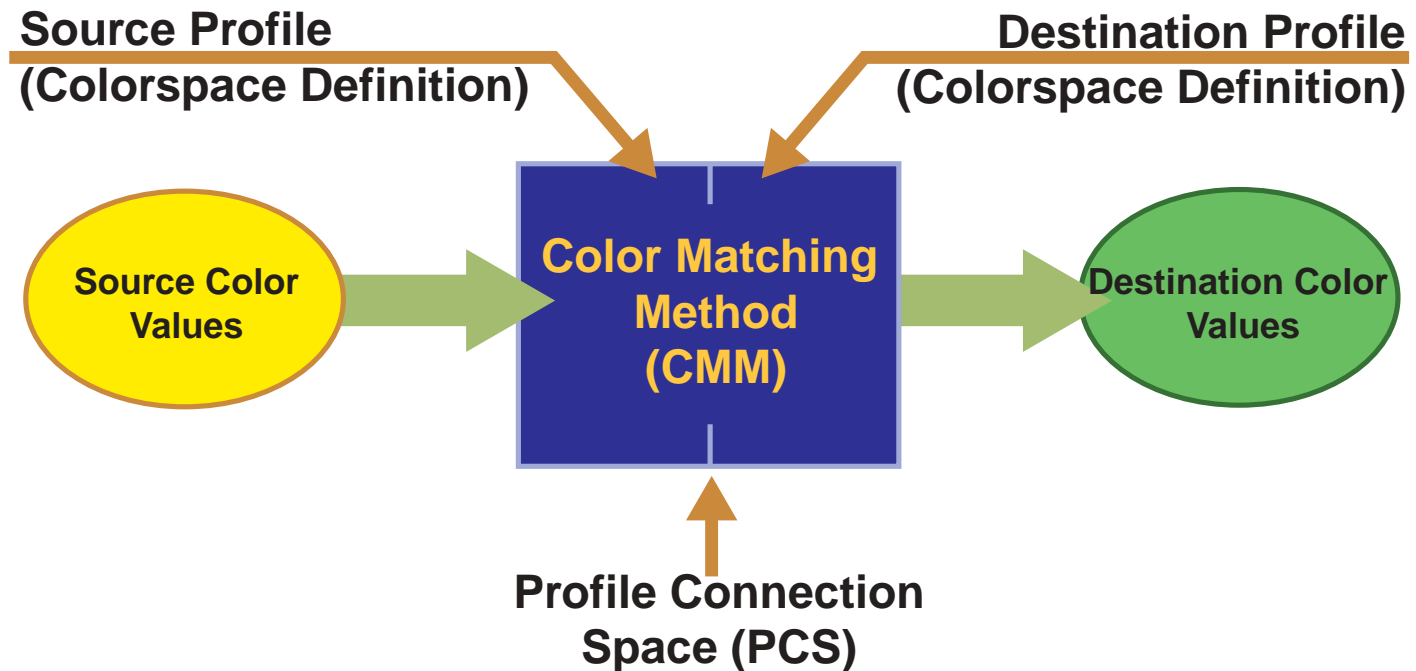 Source Profile
(Colorspace Definition)
Destination Profile
(Colorspace Definition)
Source Color
Values
Color Matching
Method
(CMM)
Destination Color
Values
Profile Connection
Space (PCS)